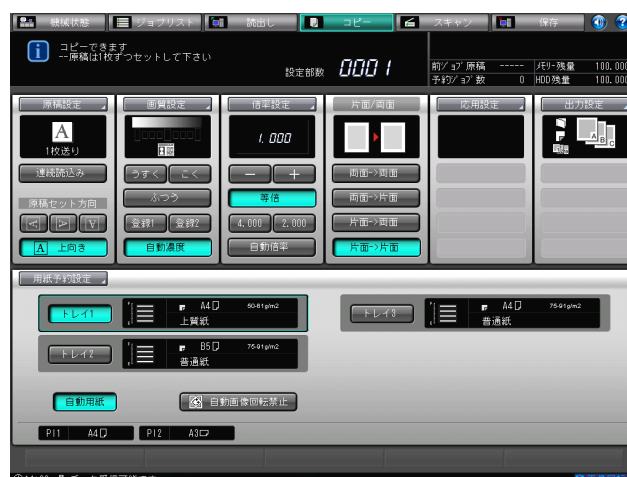 機械状態 ジョブリスト 読出し コピー スキャン 保存
コピーできます
--原稿は1枚ずつセットして下さい
設定部数 0001
前ジョブ原稿 ----- メモリー残量 100.000
予約ジョブ数 0 HDD残量 100.000
原稿設定 画質設定 倍率設定 片面/両面 応用設定 出力設定
A
1枚送り
1.000
連続読込み うすく こく − + 両面->両面
原稿セット方向 ふつう 等倍 両面->片面
登録1 登録2 4.000 2.000 片面->両面
A 上向き 自動濃度 自動倍率 片面->片面
用紙予約設定
トレイ1 A4 50-61g/m2
上質紙
トレイ3 A4 75-91g/m2
普通紙
トレイ2 B5 75-91g/m2
普通紙
自動用紙 自動画像回転禁止
PI1 A4 PI2 A3